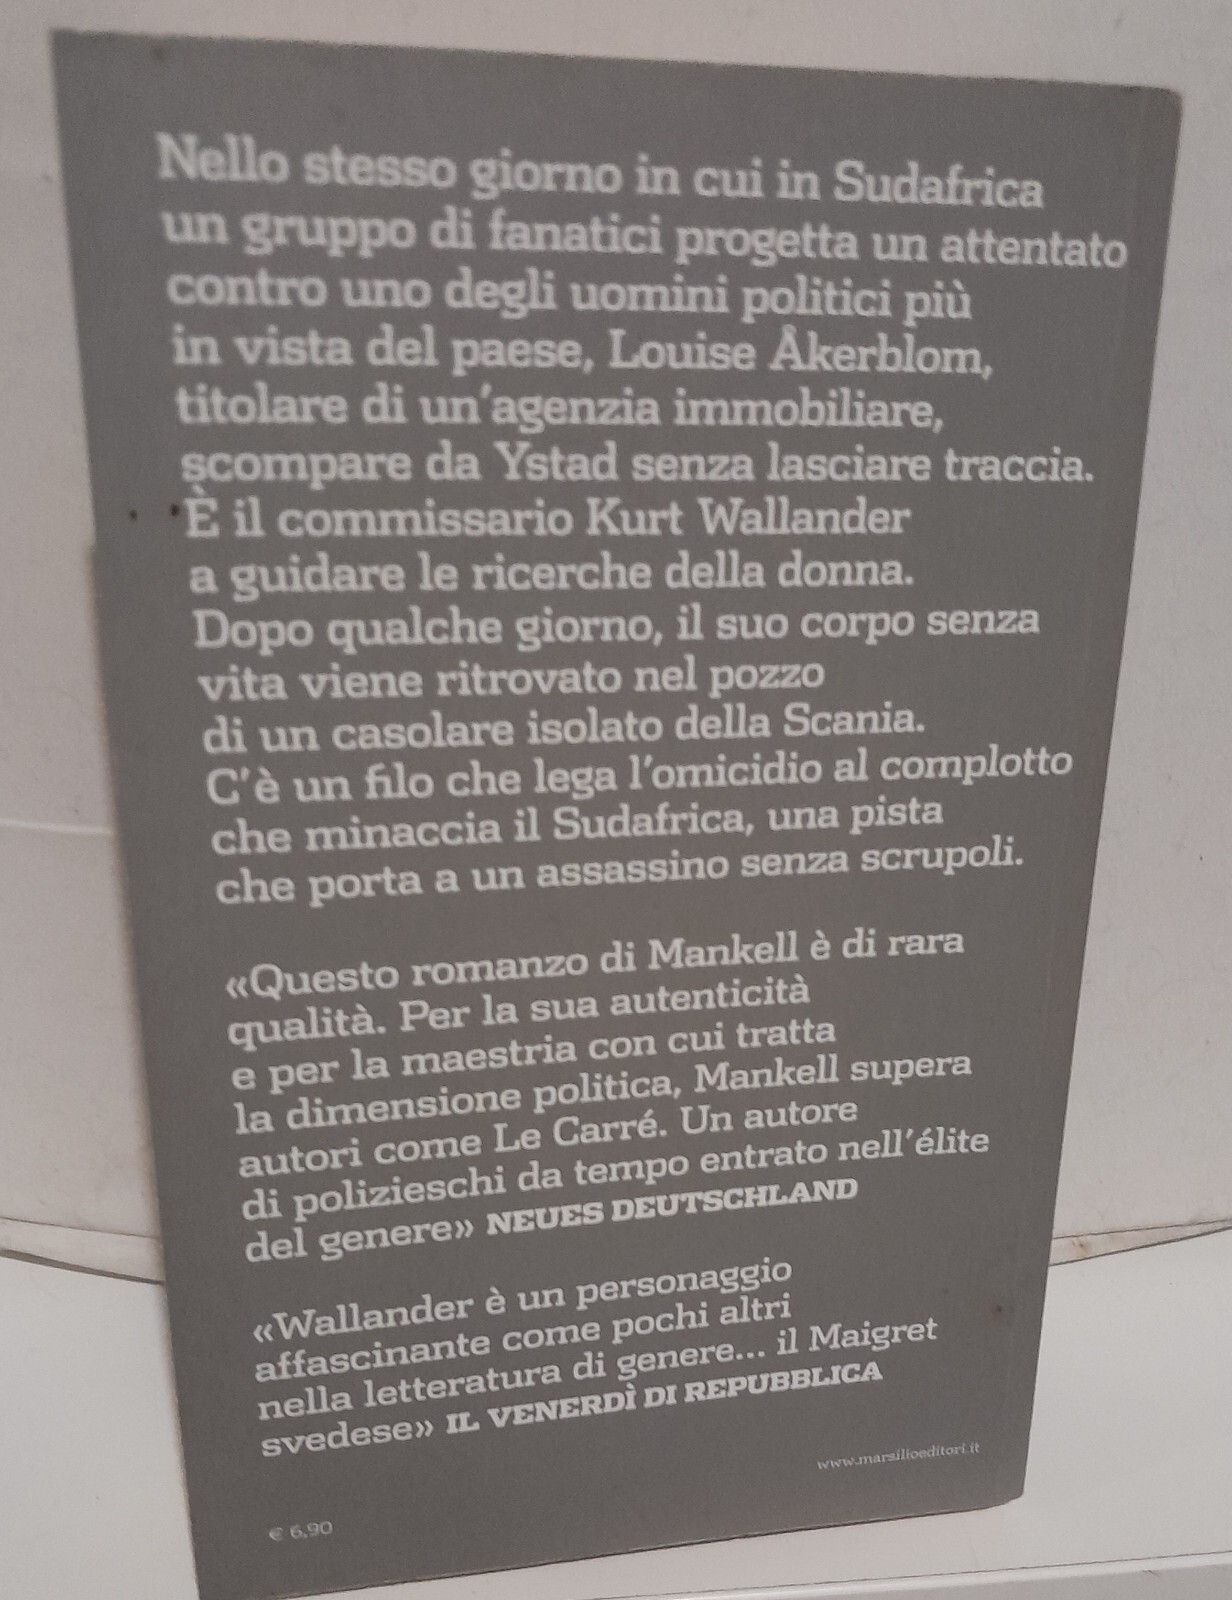 Nello stesso giorno in cui in Sudafrica
un gruppo di fanatici progetta un attentato
contro uno degli uomini politici più
in vista del paese, Louise Åkerblom,
titolare di un'agenzia immobiliare,
scompare da Ystad senza lasciare traccia.
È il commissario Kurt Wallander
a guidare le ricerche della donna.
Dopo qualche giorno, il suo corpo senza
vita viene ritrovato nel pozzo
di un casolare isolato della Scania.
C'è un filo che lega l'omicidio al complotto
che minaccia il Sudafrica, una pista
che porta a un assassino senza scrupoli.
«Questo romanzo di Mankell è di rara
qualità. Per la sua autenticità
e per la maestria con cui tratta
la dimensione politica, Mankell supera
autori come Le Carré. Un autore
di polizieschi da tempo entrato nell'élite
del genere» NEUES DEUTSCHLAND
«Wallander è un personaggio
affascinante come pochi altri
nella letteratura di genere... il Maigret
svedese» IL VENERDÌ DI REPUBBLICA
www.marsilioeditori.it
€ 6,90